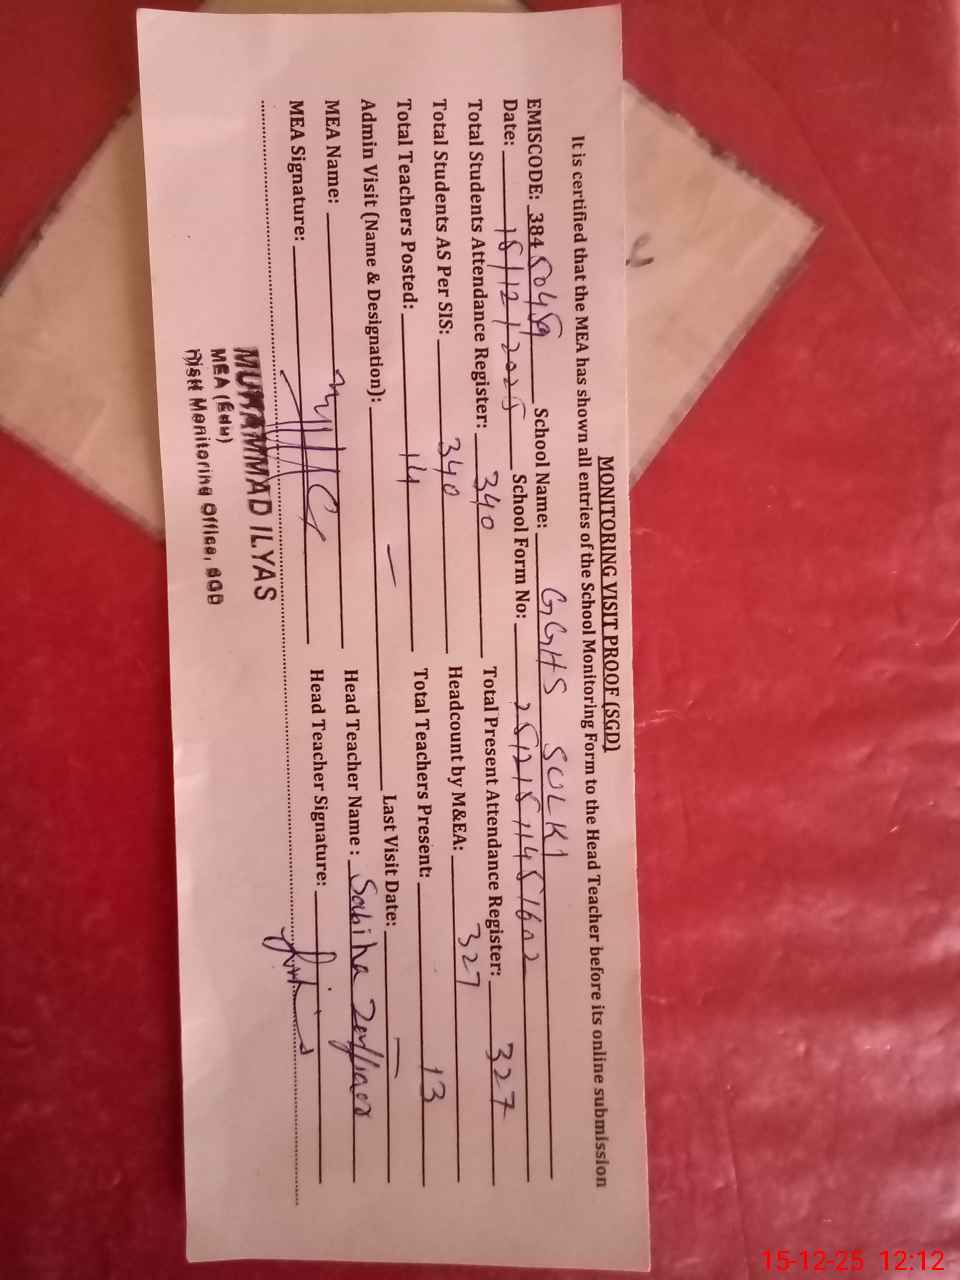 MONITORING VISIT PROOF (SGD)
It is certified that the MEA has shown all entries of the School Monitoring Form to the Head Teacher before its online submission
EMISCODE: 38450459 School Name: GGHS SULKI
Date: 15/12/2025 School Form No: 25121511451602
Total Students Attendance Register: 340 Total Present Attendance Register: 327
Total Students AS Per SIS: 340 Headcount by M&EA: 327
Total Teachers Posted: 14 Total Teachers Present: 13
Admin Visit (Name & Designation): — Last Visit Date: —
MEA Name: Head Teacher Name : Sabiha
MEA Signature: Head Teacher Signature:
MUHAMMAD ILYAS
MEA (Edu)
Distt Monitoring Office, SGD
15-12-25 12:12